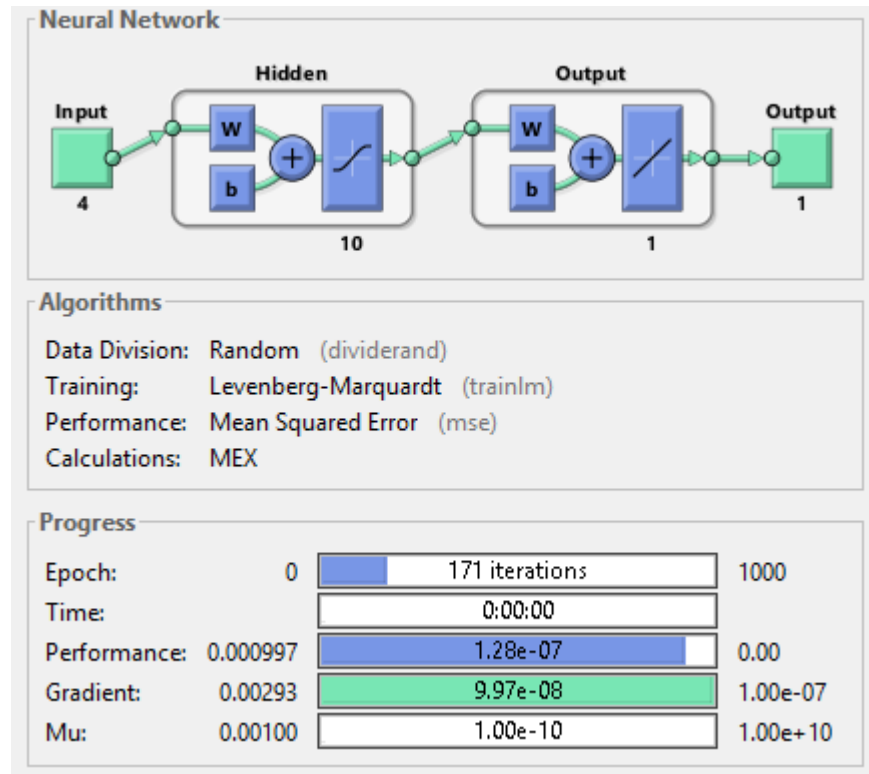 Neural Network
Hidden Output
Input Output
W W
+ +
b b
4 1
10 1
Algorithms
Data Division: Random (dividerand)
Training: Levenberg-Marquardt (trainlm)
Performance: Mean Squared Error (mse)
Calculations: MEX
Progress
Epoch: 0 171 iterations 1000
Time: 0:00:00
Performance: 0.000997 1.28e-07 0.00
Gradient: 0.00293 9.97e-08 1.00e-07
Mu: 0.00100 1.00e-10 1.00e+10